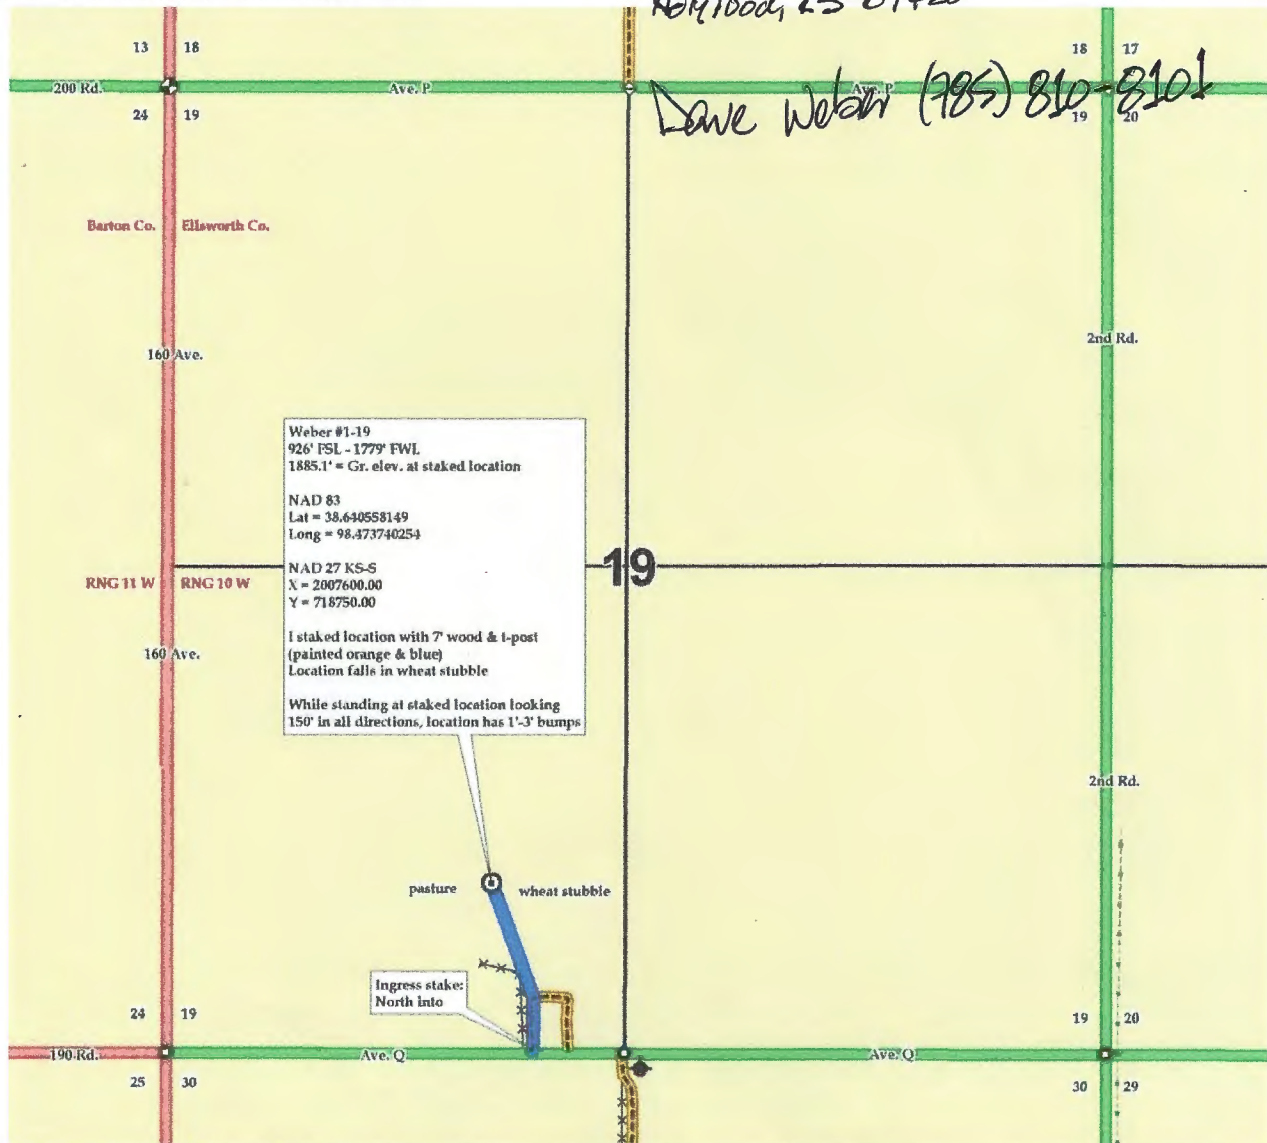 13 18
18 17
200 Rd. Ave. P Ave. P
Dave Weber (785) 810-8101
24 19
19 20
Barton Co. Ellsworth Co.
160 Ave.
2nd Rd.
Weber #1-19
926' FSL - 1779' FWL
1885.1' = Gr. elev. at staked location
NAD 83
Lat = 38.640558149
Long = 98.473740254
NAD 27 KS-S
X = 2007600.00
Y = 718750.00
I staked location with 7' wood & t-post
(painted orange & blue)
Location falls in wheat stubble
While standing at staked location looking
150' in all directions, location has 1'-3' bumps
19
RNG 11 W RNG 10 W
160 Ave.
2nd Rd.
pasture wheat stubble
Ingress stake:
North into
24 19
19 20
190 Rd. Ave. Q Ave. Q
25 30
30 29